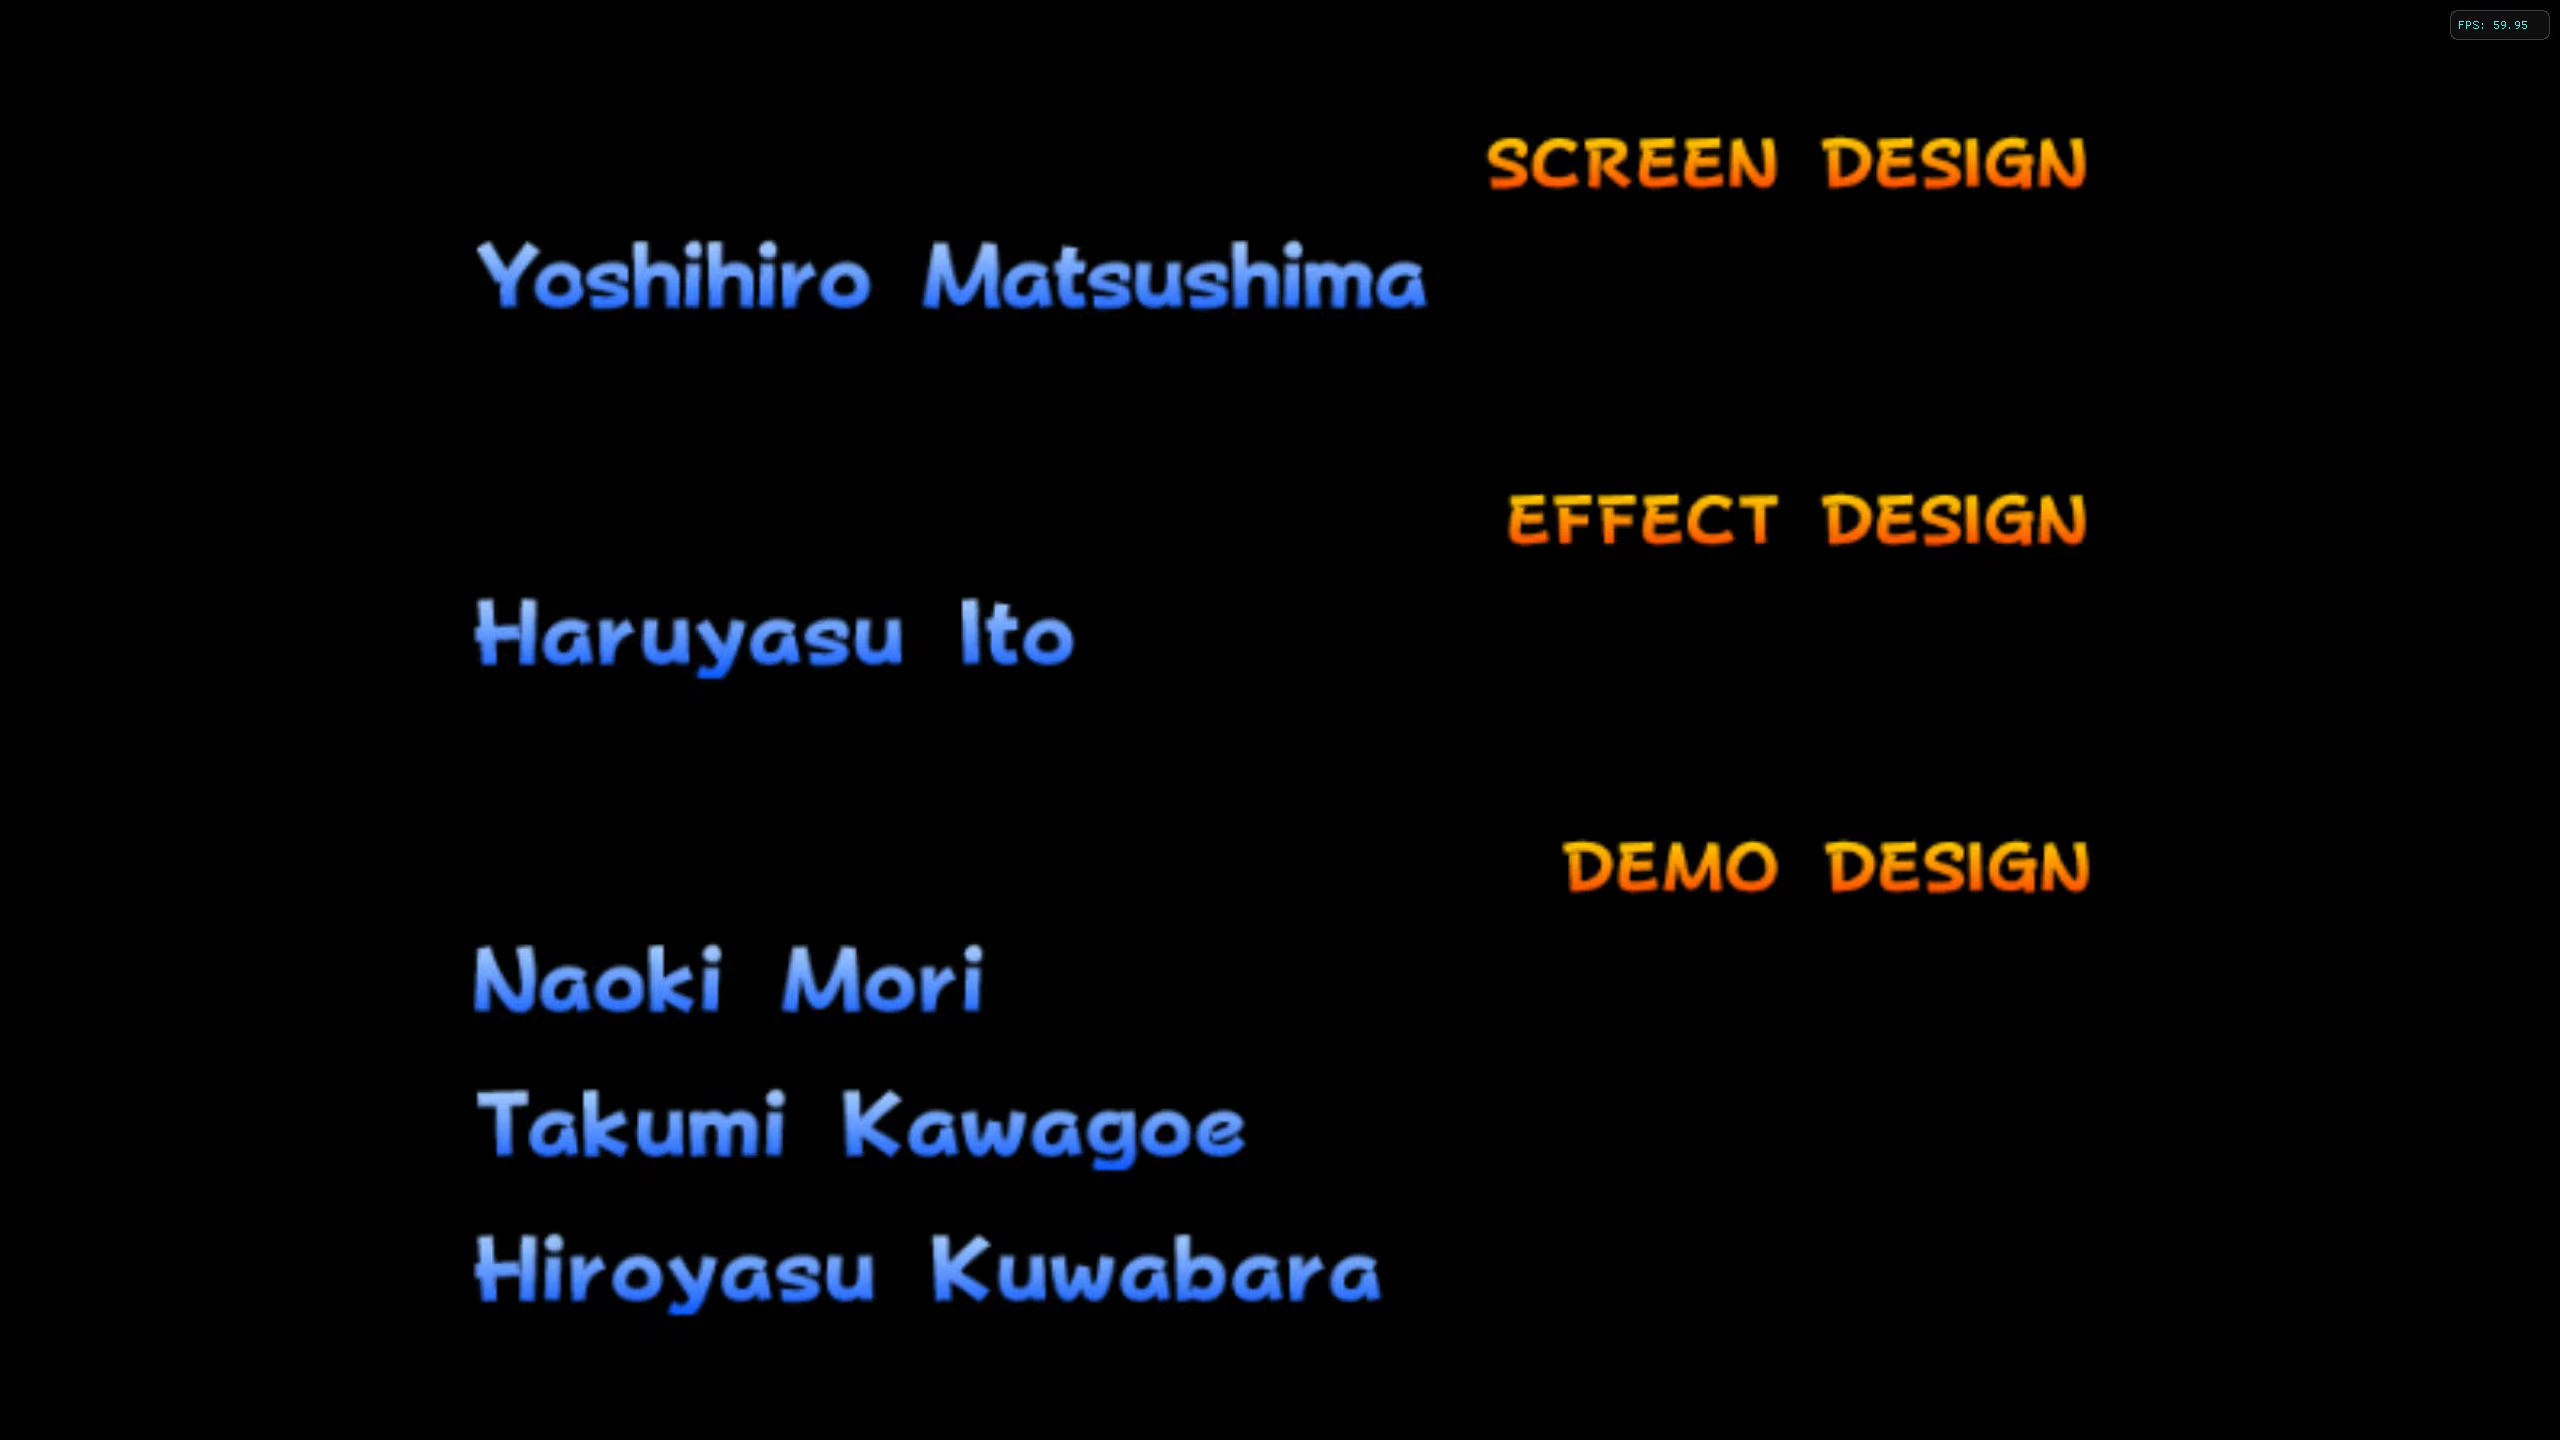 FPS: 59.95
SCREEN DESIGN
Yoshihiro Matsushima
EFFECT DESIGN
Haruyasu Ito
DEMO DESIGN
Naoki Mori
Takumi Kawagoe
Hiroyasu Kuwabara